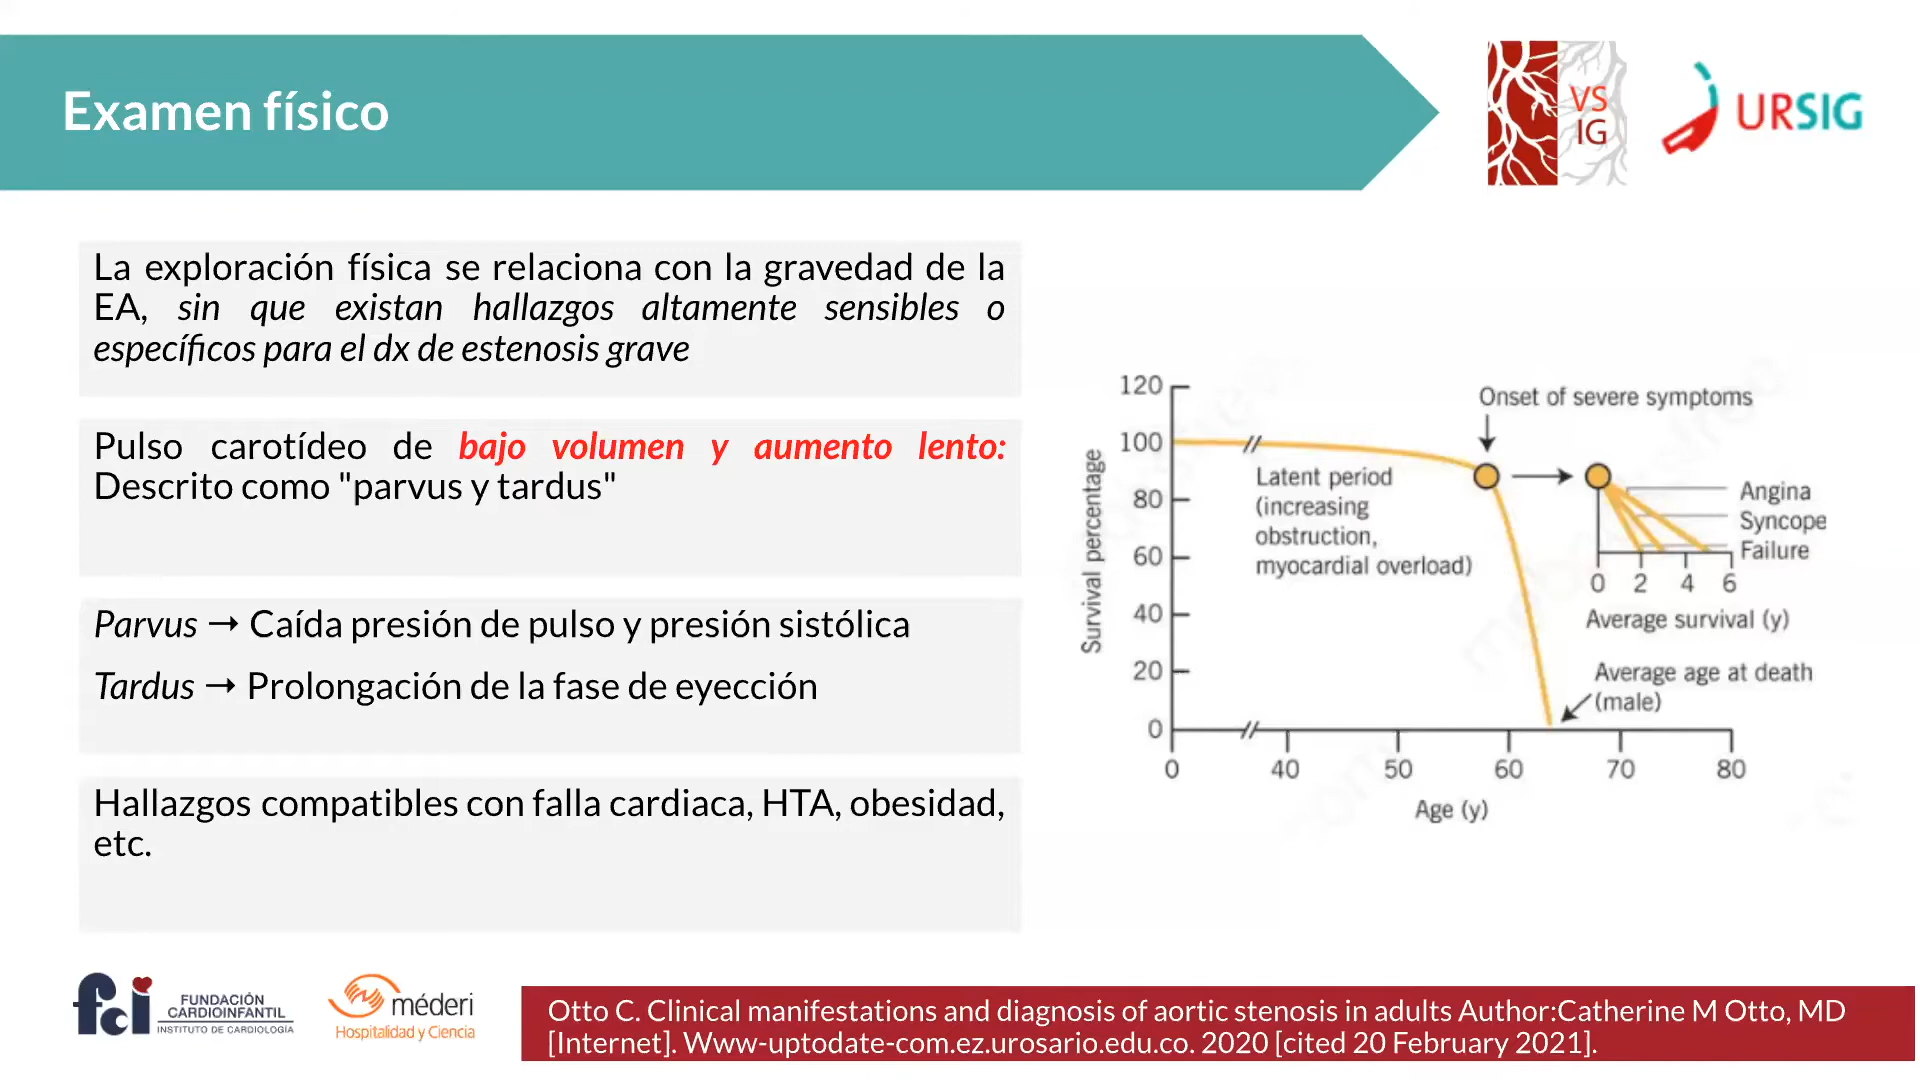 Examen físico
VS
IG
URSIG
La exploración física se relaciona con la gravedad de la
EA, sin que existan hallazgos altamente sensibles o
específicos para el dx de estenosis grave
Pulso carotídeo de bajo volumen y aumento lento:
Descrito como "parvus y tardus"
Parvus → Caída presión de pulso y presión sistólica
Tardus → Prolongación de la fase de eyección
Hallazgos compatibles con falla cardiaca, HTA, obesidad,
etc.
Survival percentage
120
100
80
60
40
20
0
Onset of severe symptoms
Latent period
(increasing
obstruction,
myocardial overload)
Angina
Syncope
Failure
0 2 4 6
Average survival (y)
Average age at death
(male)
0 40 50 60 70 80
Age (y)
fci
FUNDACIÓN
CARDIOINFANTIL
INSTITUTO DE CARDIOLOGÍA
méderi
Hospitalidad y Ciencia
Otto C. Clinical manifestations and diagnosis of aortic stenosis in adults Author:Catherine M Otto, MD
[Internet]. Www-uptodate-com.ez.urosario.edu.co. 2020 [cited 20 February 2021].